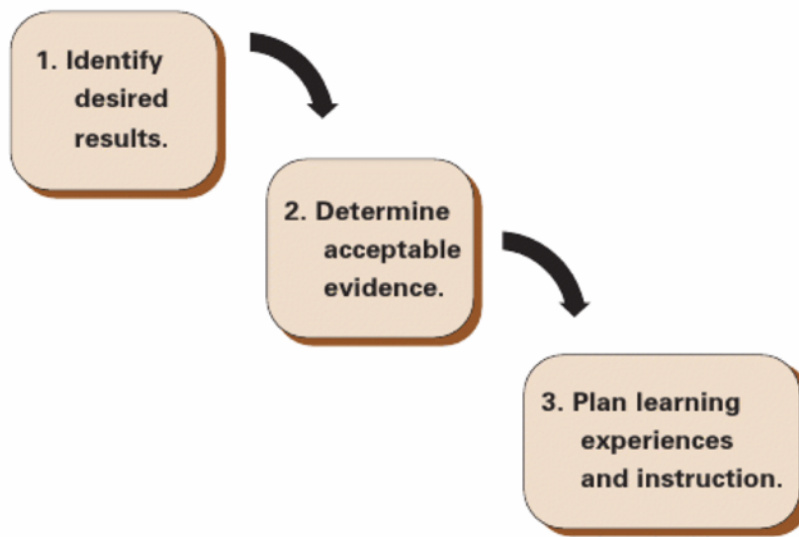 1. Identify
desired
results.
2. Determine
acceptable
evidence.
3. Plan learning
experiences
and instruction.